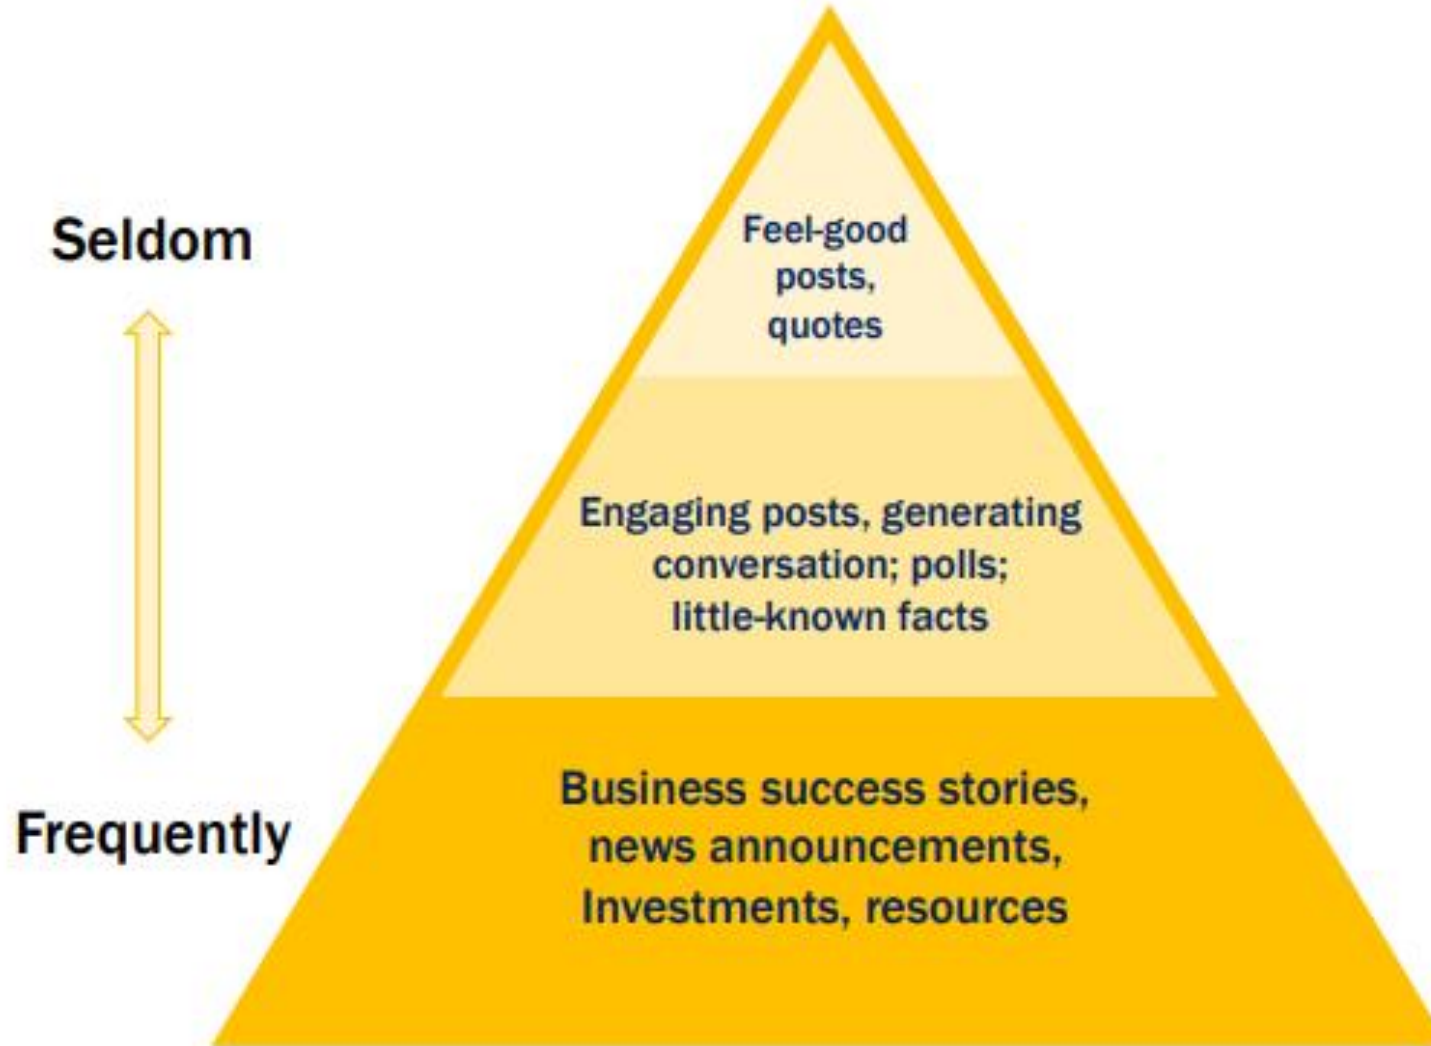 Seldom
Frequently
Feel-good
posts,
quotes
Engaging posts, generating
conversation; polls;
little-known facts
Business success stories,
news announcements,
Investments, resources